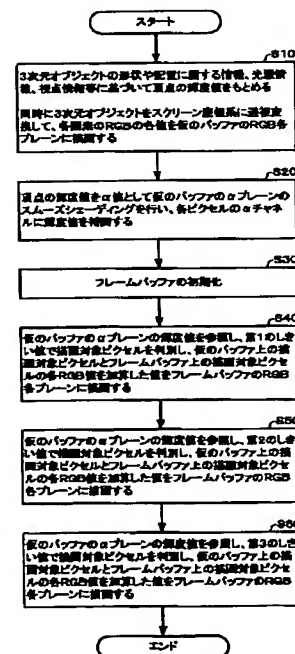 スタート
S10
3次元オブジェクトの形状や配置に関する情報、光源情
報、視点情報等に基づいて頂点の輝度値をもとめる
同時に3次元オブジェクトをスクリーン座標系に透視変
換して、各画素のRGBの色値を仮のバッファのRGB
各プレーンに描画する
S20
頂点の輝度値をα値として仮のバッファのαプレーンの
スムーズシェーディングを行い、各ピクセルのαチャネ
ルに輝度値を補間する
S30
フレームバッファの初期化
S40
仮のバッファのαプレーンの輝度値を参照し、第1のしき
い値で描画対象ピクセルを判別し、仮のバッファ上の描
画対象ピクセルとフレームバッファ上の描画対象ピクセ
ルの各RGB値を加算した値をフレームバッファのRGB
各プレーンに描画する
S50
仮のバッファのαプレーンの輝度値を参照し、第2のしき
い値で描画対象ピクセルを判別し、仮のバッファ上の描
画対象ピクセルとフレームバッファ上の描画対象ピクセ
ルの各RGB値を加算した値をフレームバッファのRGB
各プレーンに描画する
S60
仮のバッファのαプレーンの輝度値を参照し、第3のしき
い値で描画対象ピクセルを判別し、仮のバッファ上の描
画対象ピクセルとフレームバッファ上の描画対象ピクセ
ルの各RGB値を加算した値をフレームバッファのRGB
各プレーンに描画する
エンド